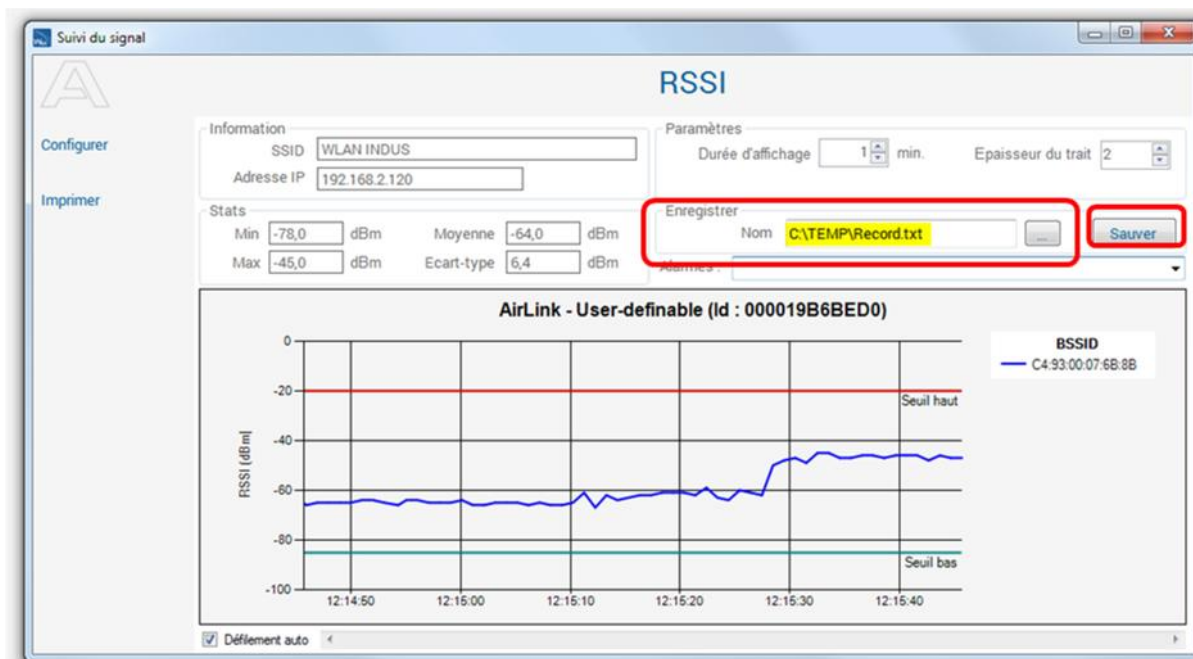 Suivi du signal
RSSI
Configurer
Imprimer
Information
SSID WLAN INDUS
Adresse IP 192.168.2.120
Paramètres
Durée d'affichage 1 min. Epaisseur du trait 2
Stats
Min -78,0 dBm Moyenne -64,0 dBm
Max -45,0 dBm Ecart-type 6,4 dBm
Enregistrer
Nom C:\TEMP\Record.txt ... Sauver
Alarmes :
AirLink - User-definable (Id : 000019B6BED0)
BSSID
C4:93:00:07:6B:8B
RSSI (dBm)
0
-20
Seuil haut
-40
-60
-80
Seuil bas
-100
12:14:50 12:15:00 12:15:10 12:15:20 12:15:30 12:15:40
Défilement auto